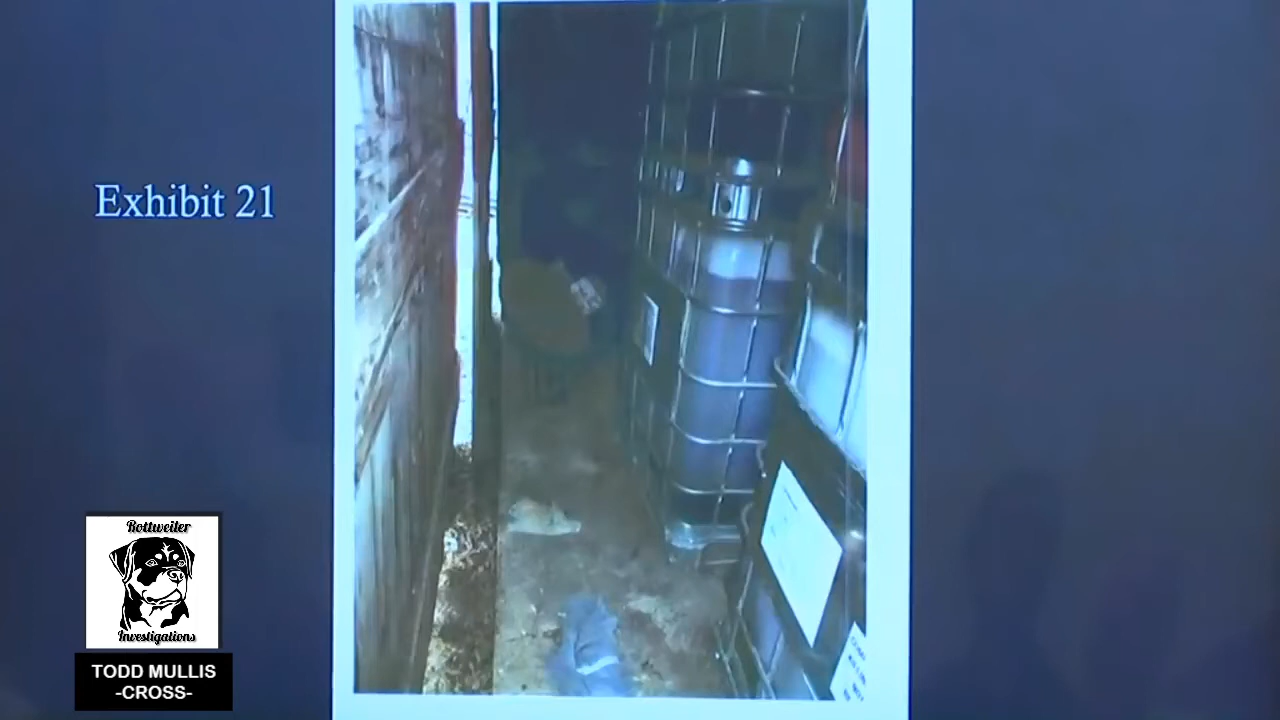 Exhibit 21
Rottweiler
Investigations
TODD MULLIS
-CROSS-